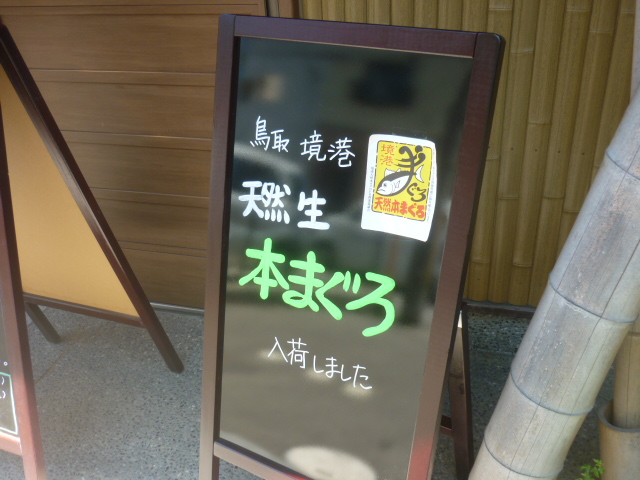 鳥取 境港
天然生
本まぐろ
入荷しました
境港
まぐろ
天然本まぐろ